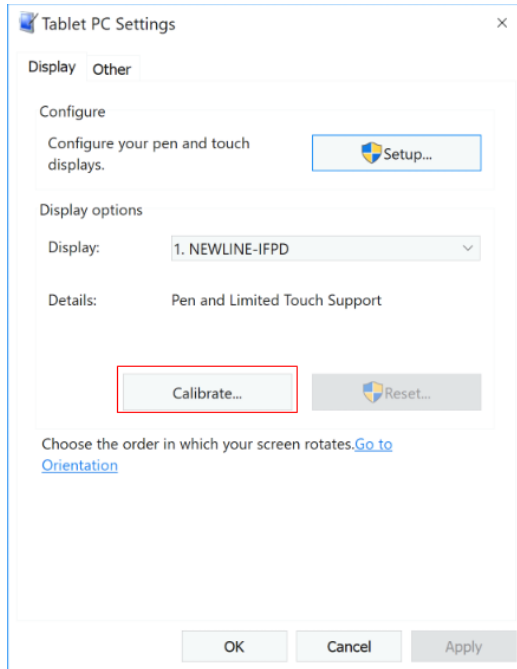 Tablet PC Settings
Display Other
Configure
Configure your pen and touch
displays.
Setup...
Display options
Display: 1. NEWLINE-IFPD
Details: Pen and Limited Touch Support
Calibrate... Reset...
Choose the order in which your screen rotates.Go to
Orientation
OK Cancel Apply